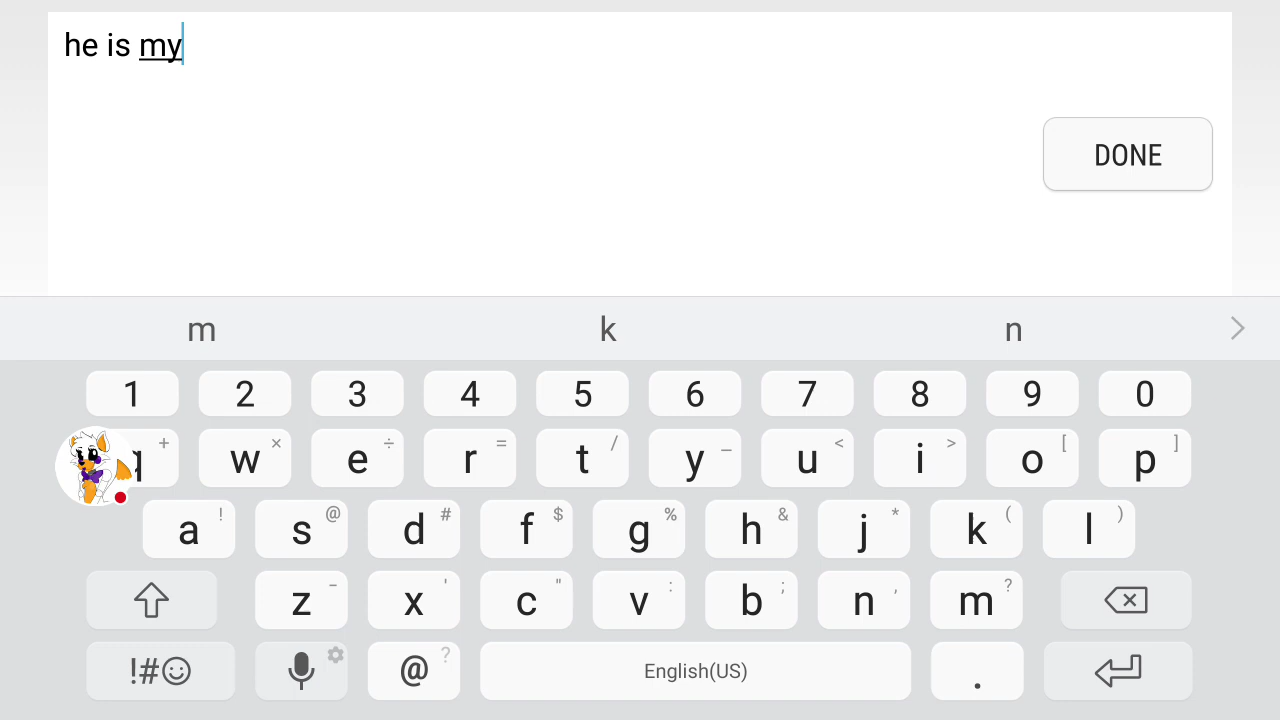 he is my
DONE
m k n
1 2 3 4 5 6 7 8 9 0
q + w × e ÷ r = t / y _ u < i > o [ p ]
a ! s @ d # f $ g % h & j * k ( l )
z - x ' c " v : b ; n , m ?
!#☺ @ ? English(US) .